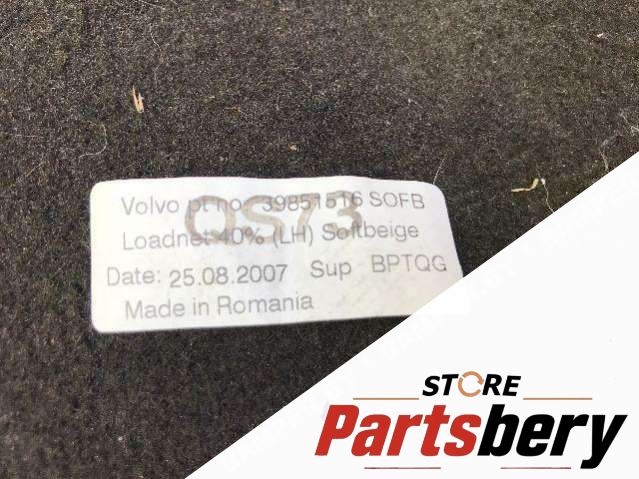 Volvo pt no. 39851516 SOFB
QS73
Loadnet 40% (LH) Softbeige
Date: 25.08.2007 Sup BPTQG
Made in Romania
STORE
Partsbery